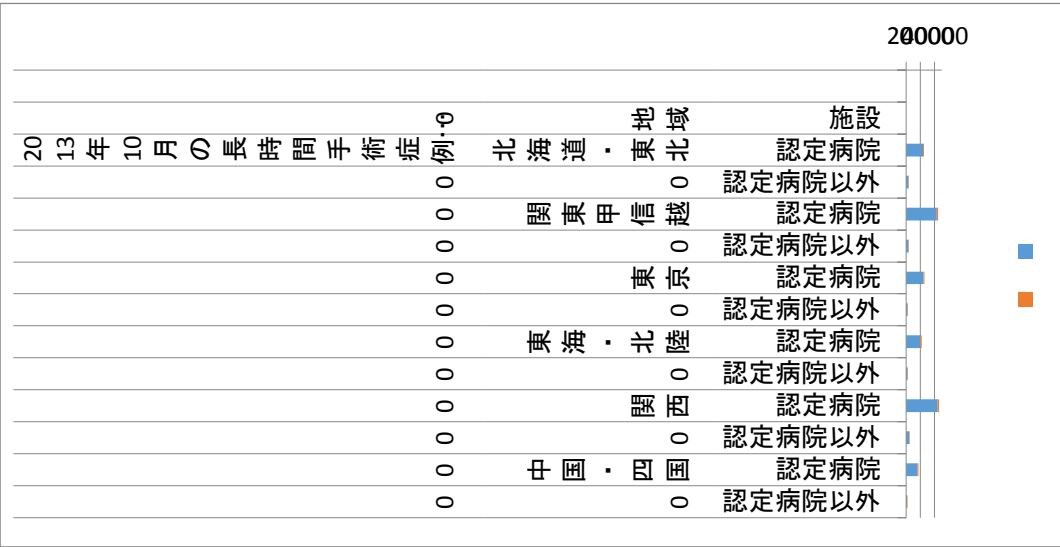 0 20000 40000
0 地域 施設
2013年10月の長時間手術症例… 北海道・東北 認定病院
0 0 認定病院以外
0 関東甲信越 認定病院
0 0 認定病院以外
0 東京 認定病院
0 0 認定病院以外
0 東海・北陸 認定病院
0 0 認定病院以外
0 関西 認定病院
0 0 認定病院以外
0 中国・四国 認定病院
0 0 認定病院以外